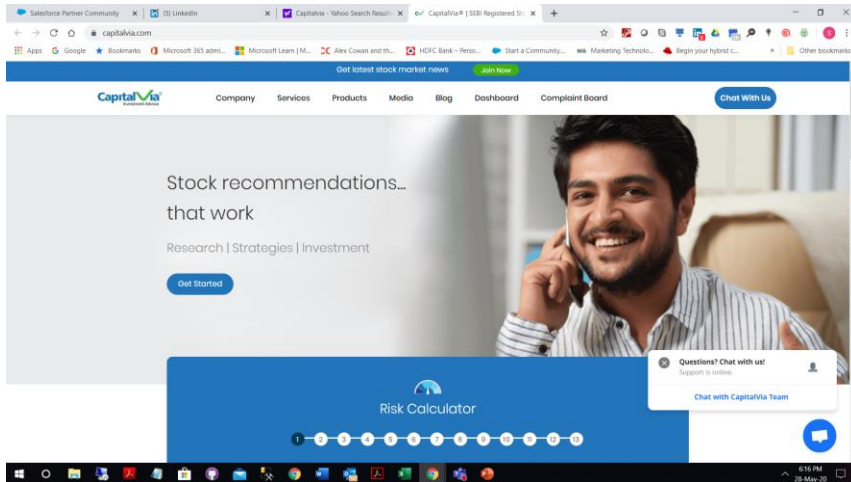 Salesforce Partner Community
(5) LinkedIn
Capitalvia - Yahoo Search Result
CapitalVia® | SEBI Registered St
capitalvia.com
Apps
Google
Bookmarks
Microsoft 365 admi...
Microsoft Learn | M...
Alex Cowan and th...
HDFC Bank – Perso...
Start a Community...
Marketing Technolo...
Begin your hybrid c...
Other bookmarks
Get latest stock market news
Join Now
CapitalVia®
Investment Advice
Company
Services
Products
Media
Blog
Dashboard
Complaint Board
Chat With Us
Stock recommendations...
that work
Research | Strategies | Investment
Get Started
Questions? Chat with us!
Support is online.
Chat with CapitalVia Team
Risk Calculator
1 2 3 4 5 6 7 8 9 10 11 12 13
6:16 PM
28-May-20